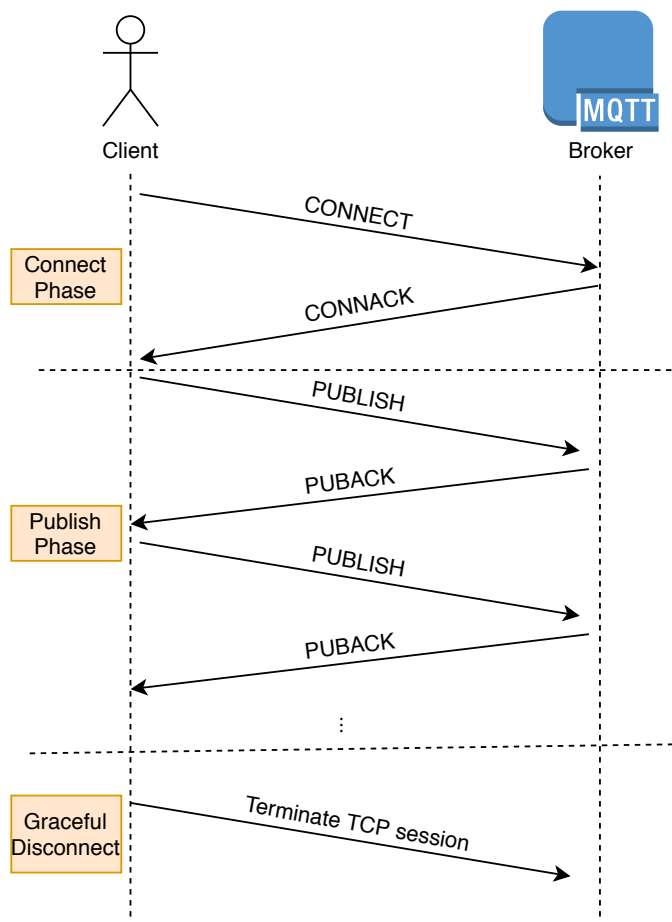 MQTT
Client
Broker
CONNECT
Connect
Phase
CONNACK
PUBLISH
PUBACK
Publish
Phase
PUBLISH
PUBACK
...
Terminate TCP session
Graceful
Disconnect